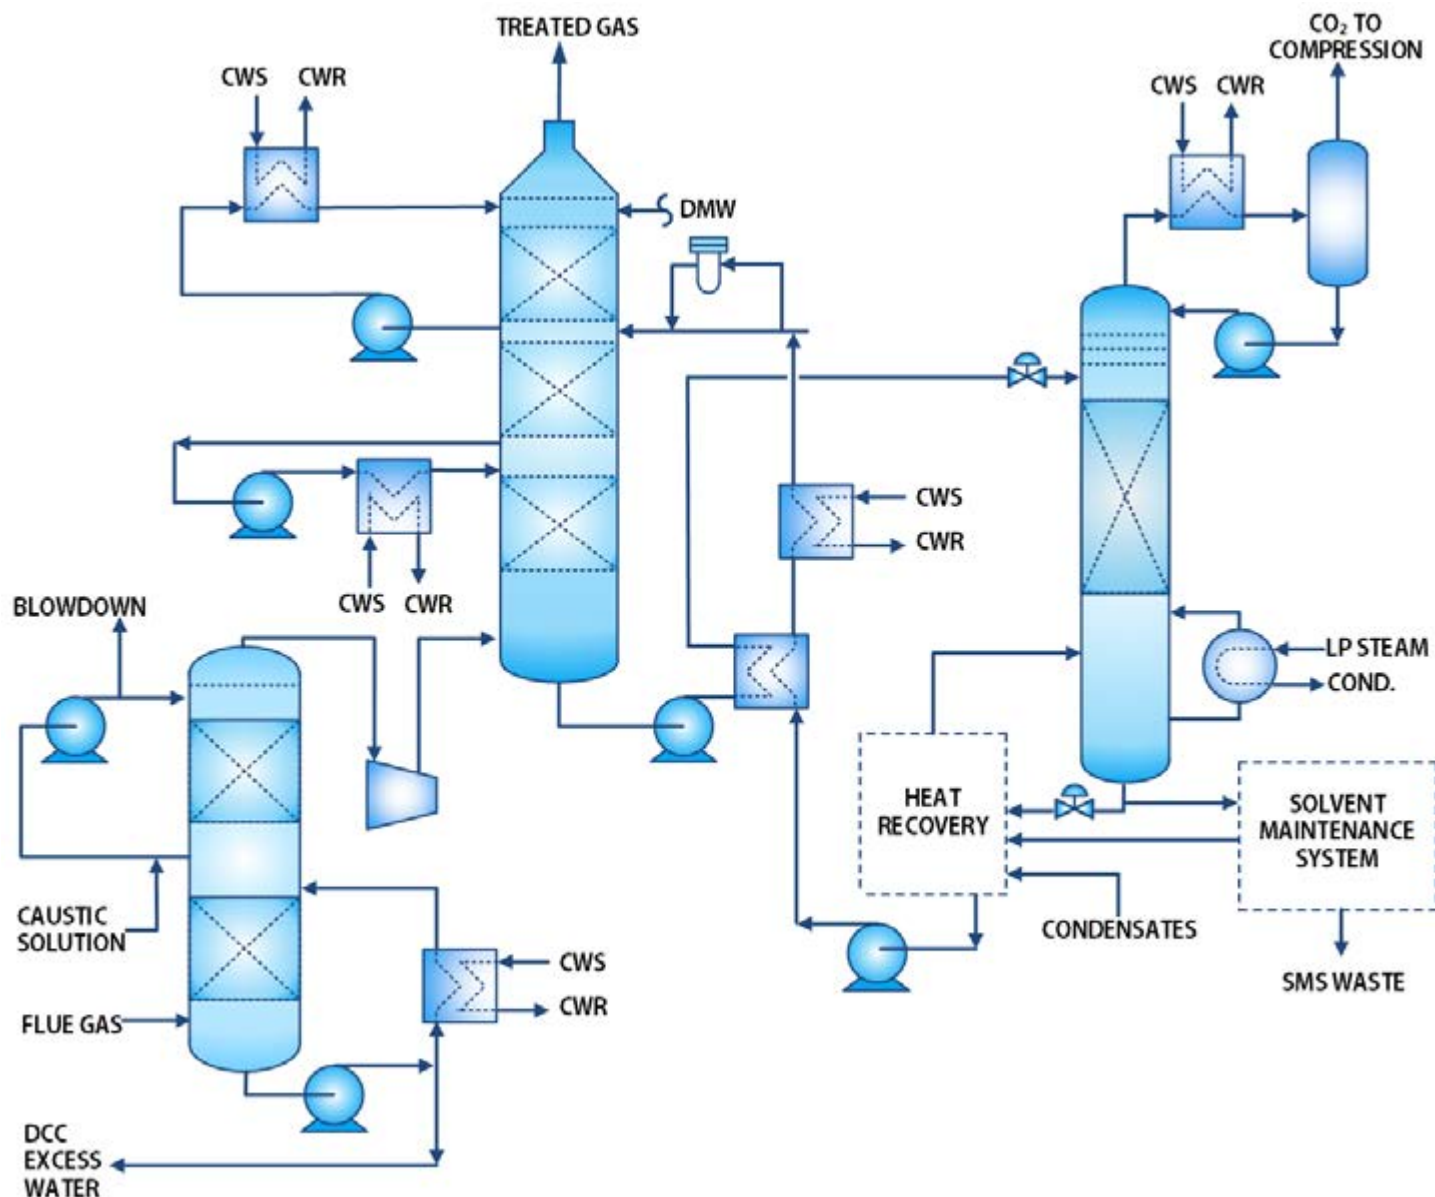 TREATED GAS
CO₂ TO
COMPRESSION
CWS
CWR
CWS
CWR
DMW
CWS
CWR
CWS
CWR
BLOWDOWN
LP STEAM
COND.
HEAT
RECOVERY
SOLVENT
MAINTENANCE
SYSTEM
CAUSTIC
SOLUTION
CONDENSATES
CWS
CWR
SMS WASTE
FLUE GAS
DCC
EXCESS
WATER